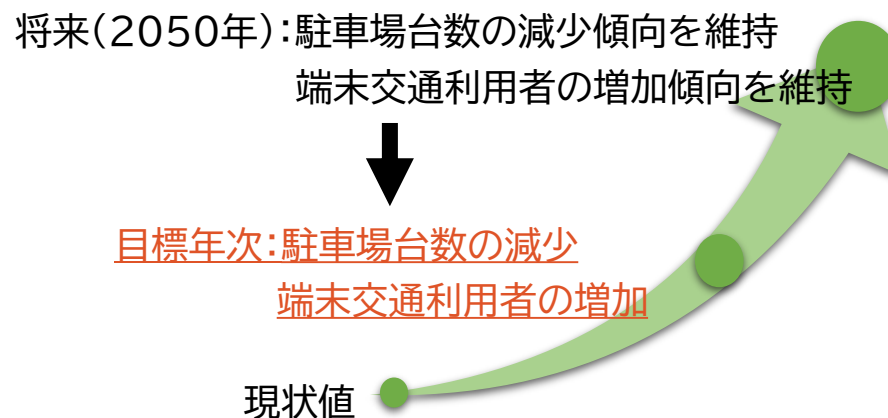 将来(2050年):駐車場台数の減少傾向を維持
端末交通利用者の増加傾向を維持
目標年次:駐車場台数の減少
端末交通利用者の増加
現状値